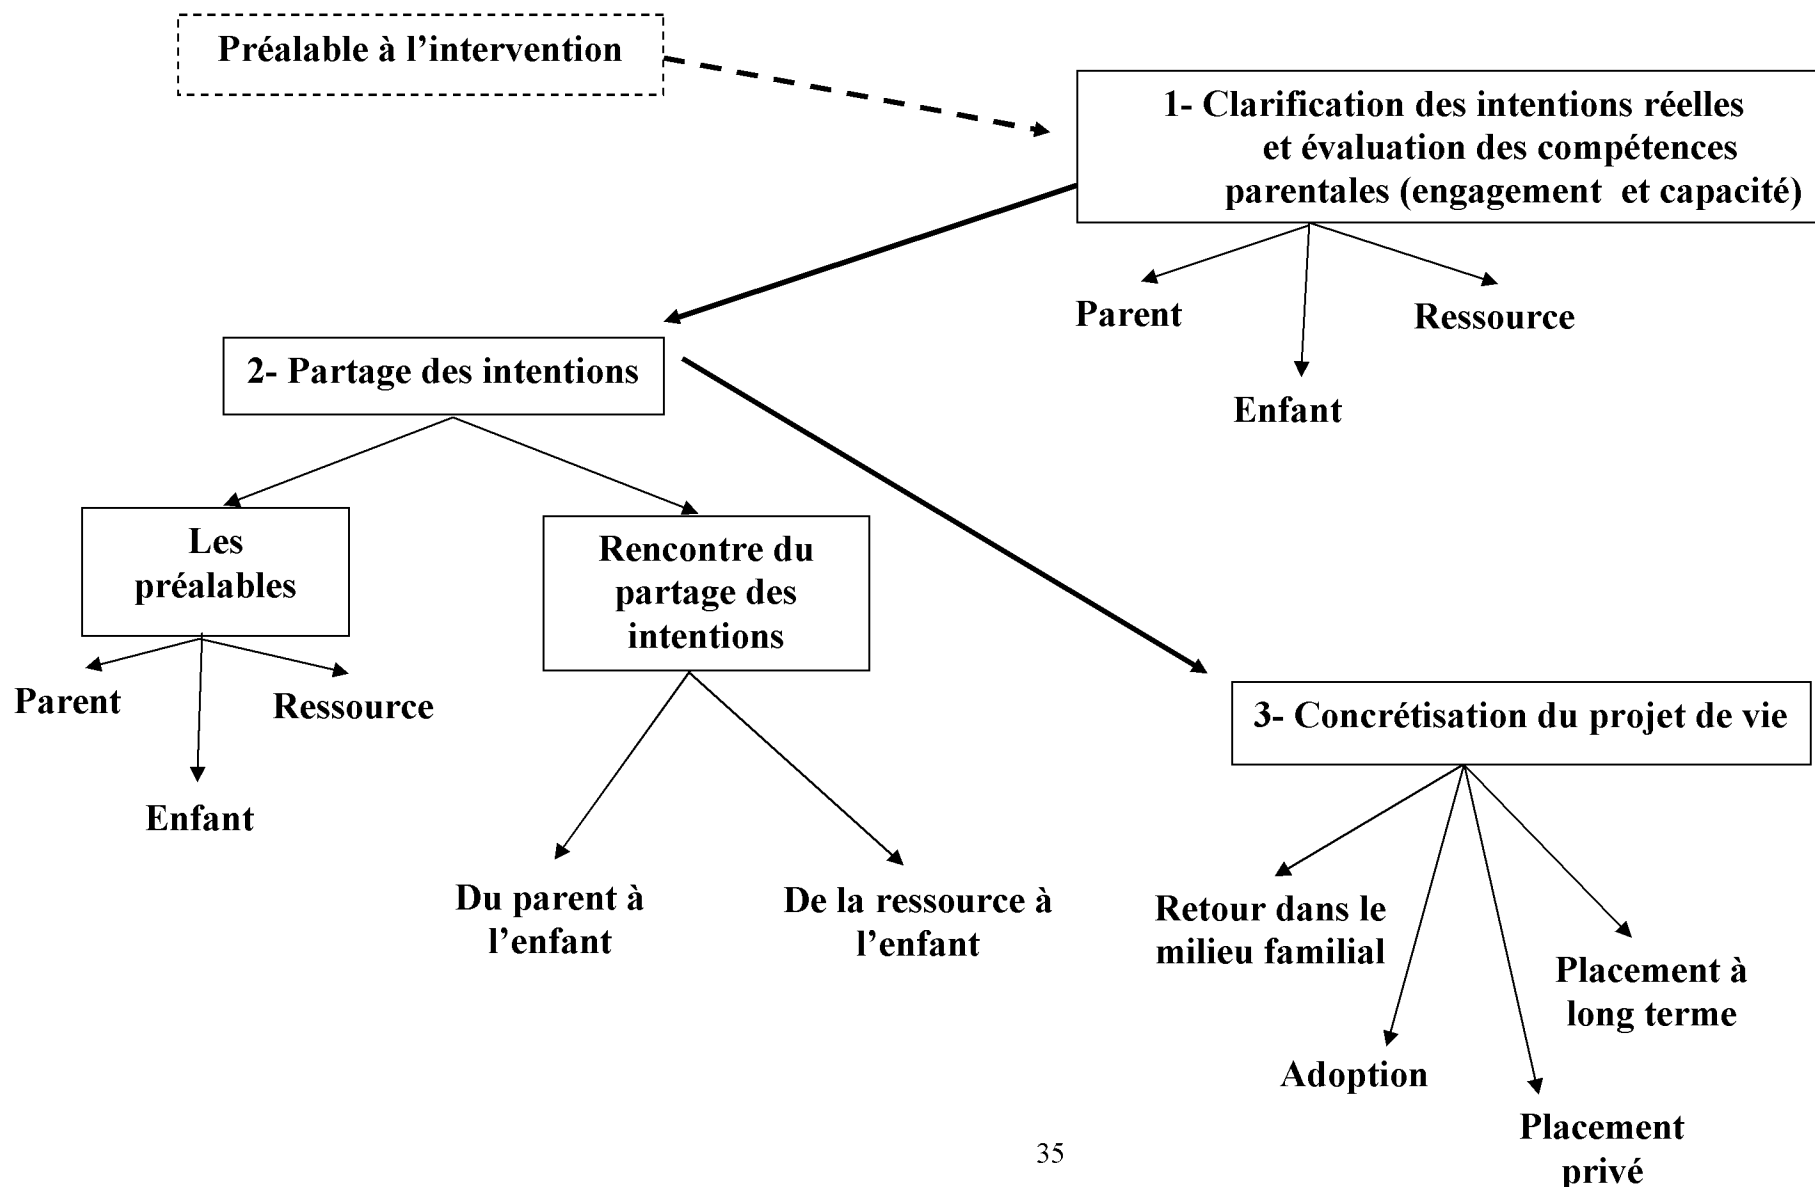 Préalable à l’intervention
1- Clarification des intentions réelles
et évaluation des compétences
parentales (engagement et capacité)
Parent
Ressource
Enfant
2- Partage des intentions
Les
préalables
Rencontre du
partage des
intentions
Parent
Ressource
Enfant
Du parent à
l’enfant
De la ressource à
l’enfant
3- Concrétisation du projet de vie
Retour dans le
milieu familial
Placement à
long terme
Adoption
Placement
privé
35